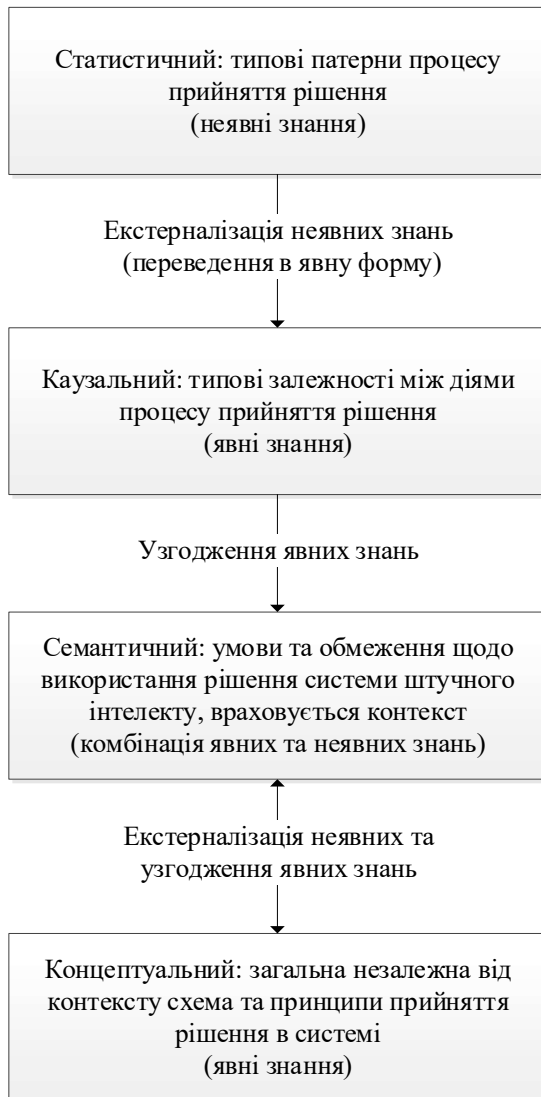 Статистичний: типові патерни процесу
прийняття рішення
(неявні знання)
Екстерналізація неявних знань
(переведення в явну форму)
Каузальний: типові залежності між діями
процесу прийняття рішення
(явні знання)
Узгодження явних знань
Семантичний: умови та обмеження щодо
використання рішення системи штучного
інтелекту, враховується контекст
(комбінація явних та неявних знань)
Екстерналізація неявних та
узгодження явних знань
Концептуальний: загальна незалежна від
контексту схема та принципи прийняття
рішення в системі
(явні знання)